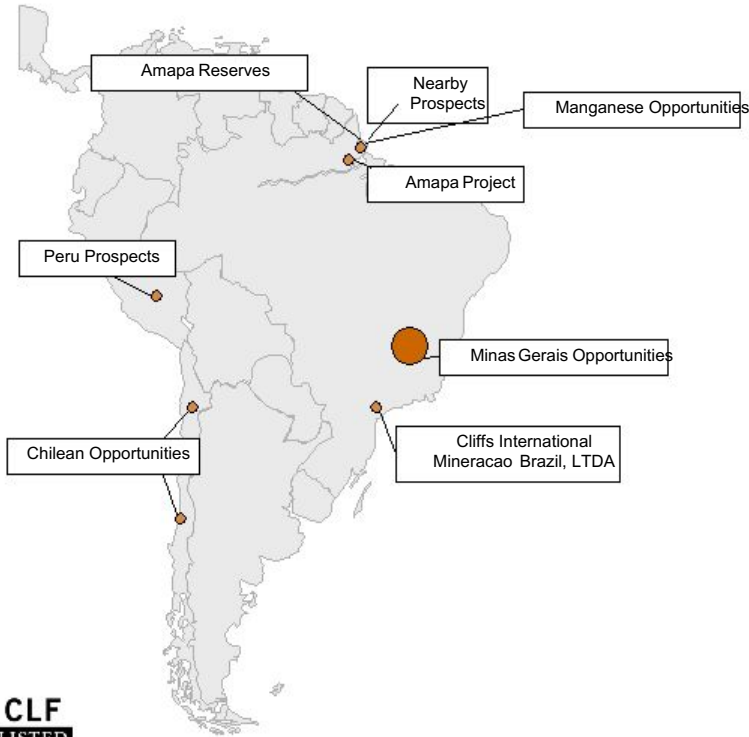 Amapa Reserves
Nearby
Prospects
Manganese Opportunities
Amapa Project
Peru Prospects
Minas Gerais Opportunities
Chilean Opportunities
Cliffs International
Mineracao Brazil, LTDA
CLF
LISTED